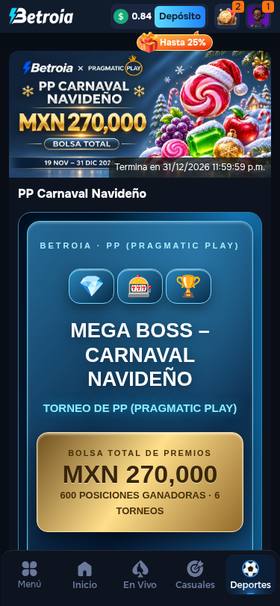 Betroia
$ 0.84 Depósito
2
1
Hasta 25%
Betroia × PRAGMATIC PLAY
PP CARNAVAL
NAVIDEÑO
MXN 270,000
BOLSA TOTAL
19 NOV – 31 DIC 202
Termina en 31/12/2026 11:59:59 p.m.
PP Carnaval Navideño
BETROIA · PP (PRAGMATIC PLAY)
MEGA BOSS –
CARNAVAL
NAVIDEÑO
TORNEO DE PP (PRAGMATIC PLAY)
BOLSA TOTAL DE PREMIOS
MXN 270,000
600 POSICIONES GANADORAS · 6
TORNEOS
Menú
Inicio
En Vivo
Casuales
Deportes